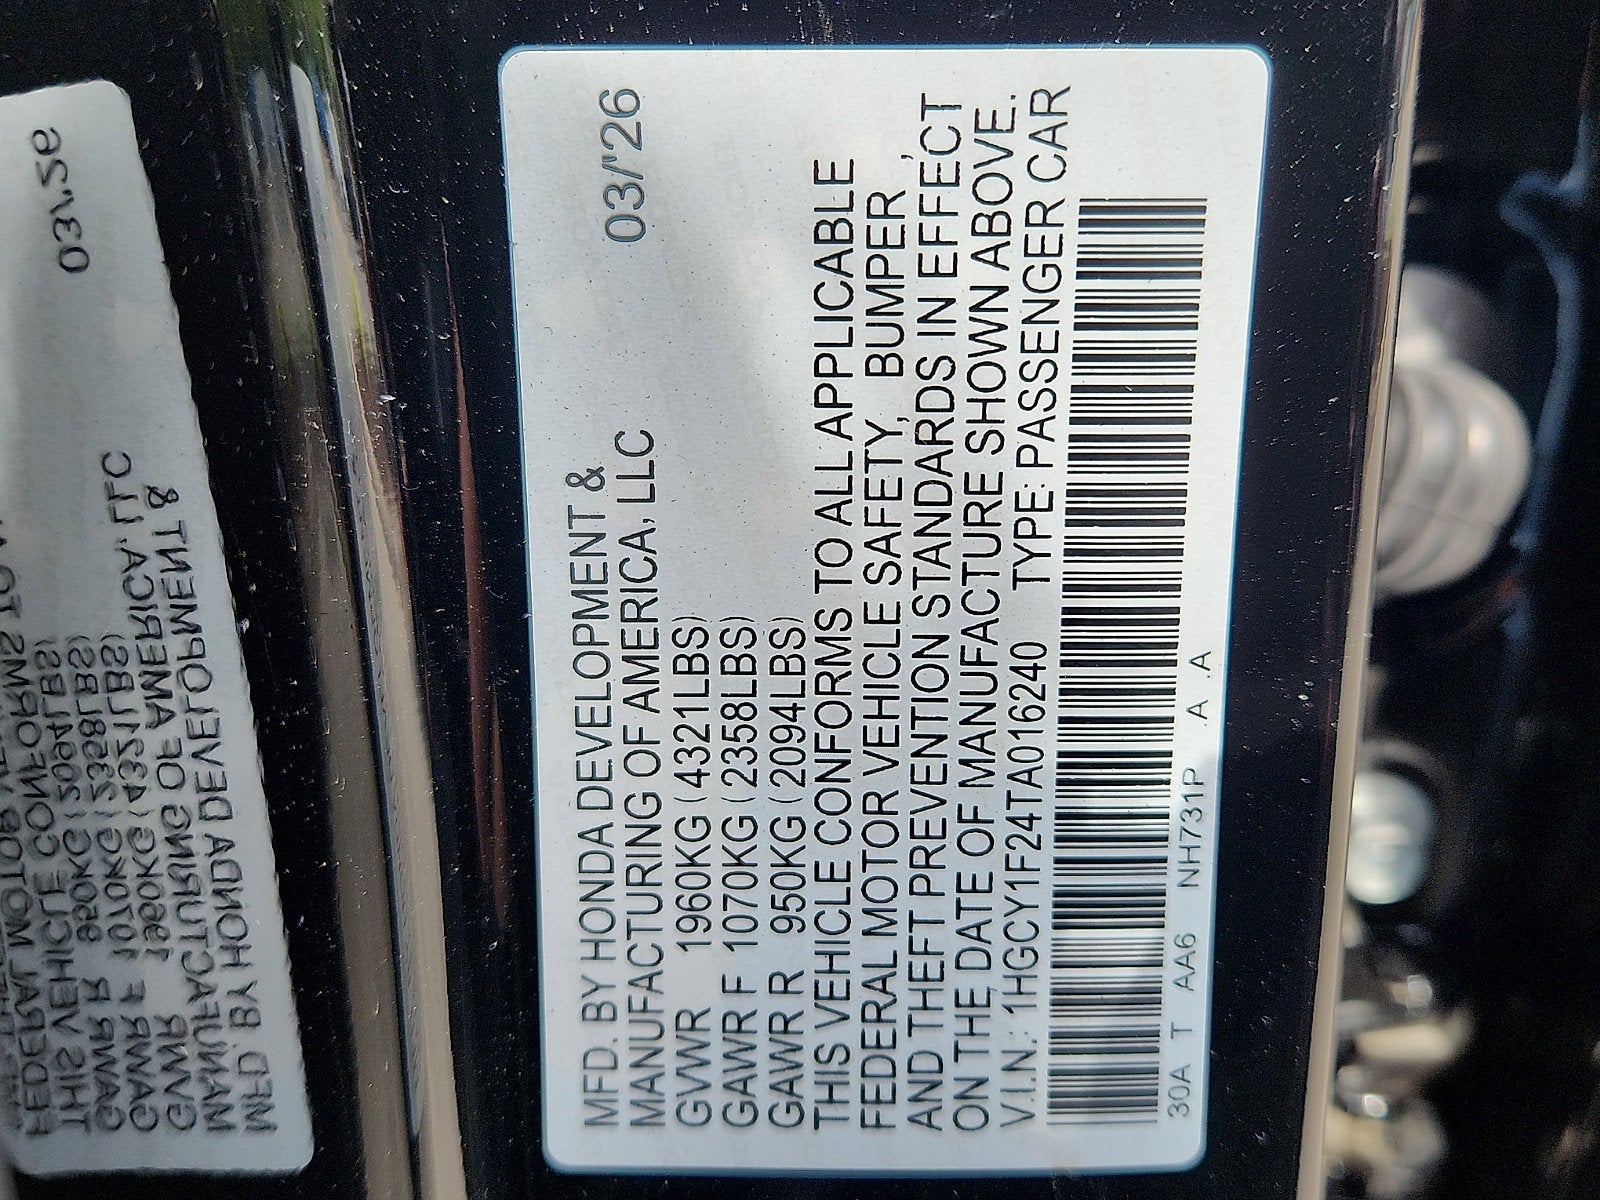 MFD. BY HONDA DEVELOPMENT &
MANUFACTURING OF AMERICA, LLC 03/'26
GVWR 1960KG (4321LBS)
GAWR F 1070KG (2358LBS)
GAWR R 950KG (2094LBS)
THIS VEHICLE CONFORMS TO ALL APPLICABLE
FEDERAL MOTOR VEHICLE SAFETY, BUMPER,
AND THEFT PREVENTION STANDARDS IN EFFECT
ON THE DATE OF MANUFACTURE SHOWN ABOVE.
V.I.N.: 1HGCY1F24TA016240 TYPE: PASSENGER CAR
30A T AA6 NH731P A .A